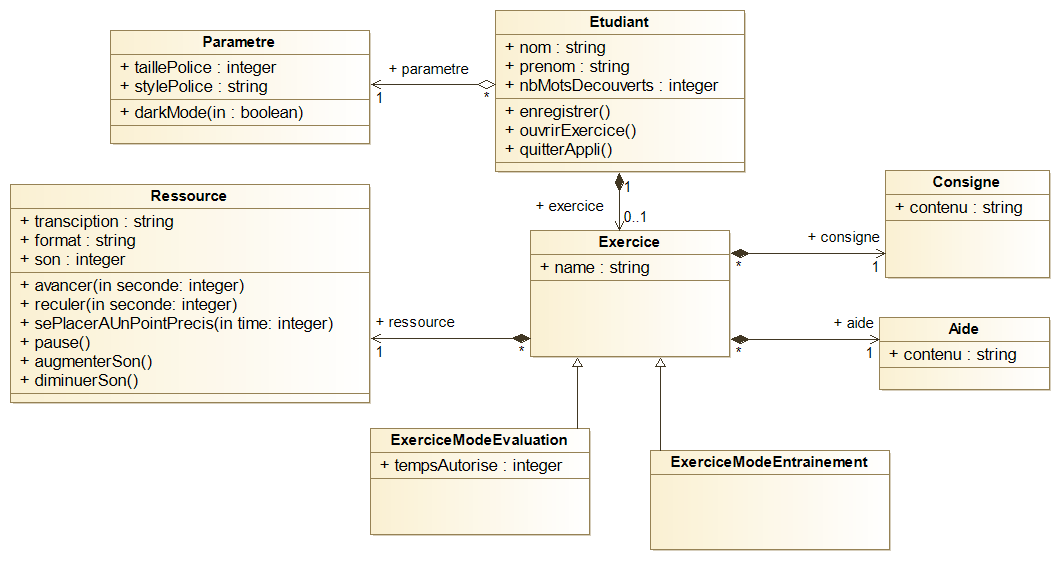 Etudiant
+ nom : string
+ prenom : string
+ nbMotsDecouverts : integer
+ enregistrer()
+ ouvrirExercice()
+ quitterAppli()
Parametre
+ taillePolice : integer
+ stylePolice : string
+ darkMode(in : boolean)
+ parametre
1
*
Ressource
+ transciption : string
+ format : string
+ son : integer
+ avancer(in seconde: integer)
+ reculer(in seconde: integer)
+ sePlacerAUnPointPrecis(in time: integer)
+ pause()
+ augmenterSon()
+ diminuerSon()
1
+ exercice
0..1
Exercice
+ name : string
Consigne
+ contenu : string
+ consigne
*
1
+ ressource
1
*
+ aide
*
1
Aide
+ contenu : string
ExerciceModeEvaluation
+ tempsAutorise : integer
ExerciceModeEntrainement